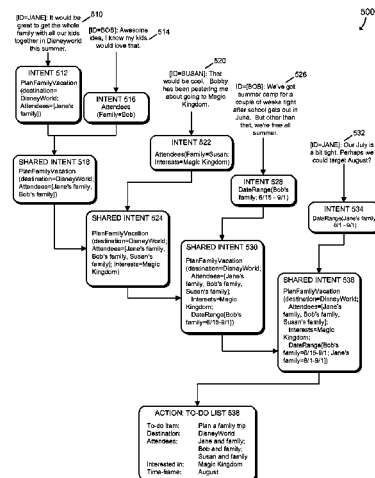 500
510
[ID=JANE]: It would be
great to get the whole
family with all our kids
together in Disneyworld
this summer.
[ID=BOB]: Awesome
idea, I know my kids
would love that.
514
520
[ID=SUSAN]: That
would be cool. Bobby
has been pestering me
about going to Magic
Kingdom.
526
[ID=BOB]: We've got
summer camp for a
couple of weeks right
after school gets out in
June. But other than
that, we're free all
summer.
532
[ID=JANE]: Our July is
a bit tight. Perhaps we
could target August?
INTENT 512
PlanFamilyVacation
(destination=
DisneyWorld;
Attendees=[Jane's
family])
INTENT 516
Attendees
(Family=Bob)
INTENT 522
Attendees(Family=Susan;
Interests=Magic Kingdom)
INTENT 528
DateRange(Bob's
family; 6/15 - 9/1)
INTENT 534
DateRange(Jane's family;
8/1 - 9/1)
SHARED INTENT 518
PlanFamilyVacation
(destination=DisneyWorld;
Attendees=[Jane's family,
Bob's family])
SHARED INTENT 524
PlanFamilyVacation
(destination=DisneyWorld;
Attendees=[Jane's family,
Bob's family, Susan's
family]; Interests=Magic
Kingdom)
SHARED INTENT 530
PlanFamilyVacation
(destination=DisneyWorld;
Attendees=[Jane's
family, Bob's family,
Susan's family];
Interests=Magic
Kingdom;
DateRange[Bob's
family=6/15-9/1])
SHARED INTENT 536
PlanFamilyVacation
(destination=DisneyWorld;
Attendees=[Jane's
family, Bob's family,
Susan's family];
Interests=Magic
Kingdom;
DateRange[Bob's
family=6/15-9/1; Jane's
family=8/1-9/1])
ACTION: TO-DO LIST 538
To-do item: Plan a family trip
Destination: DisneyWorld
Attendees: Jane and family;
Bob and family;
Susan and family
Interested in: Magic Kingdom
Time-frame: August